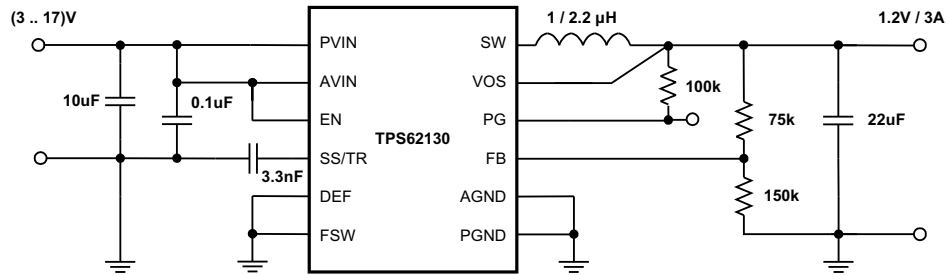 (3 .. 17)V
1 / 2.2 µH
1.2V / 3A
PVIN
SW
AVIN
VOS
100k
10uF
0.1uF
EN
PG
75k
22uF
TPS62130
SS/TR
FB
3.3nF
DEF
AGND
150k
FSW
PGND